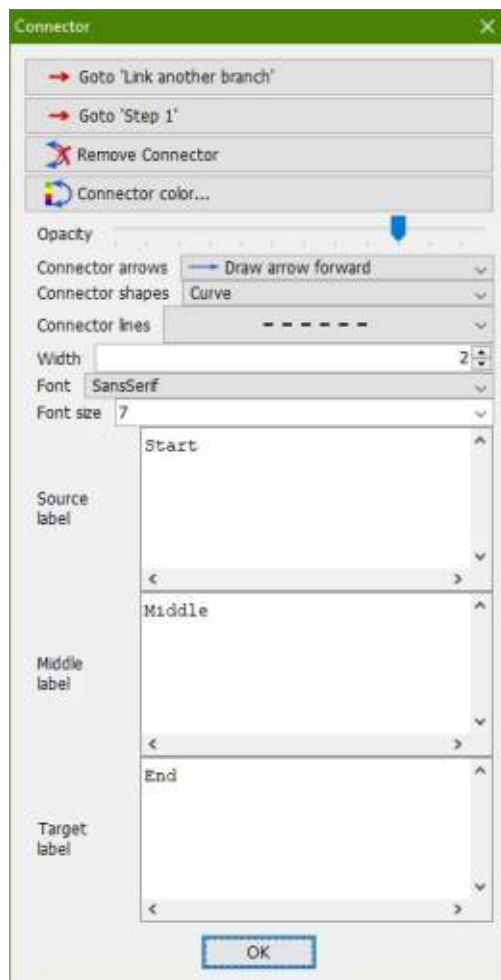 Connector
Goto 'Link another branch'
Goto 'Step 1'
Remove Connector
Connector color...
Opacity
Connector arrows Draw arrow forward
Connector shapes Curve
Connector lines
Width 2
Font SansSerif
Font size 7
Start
Source
label
Middle
Middle
label
End
Target
label
OK